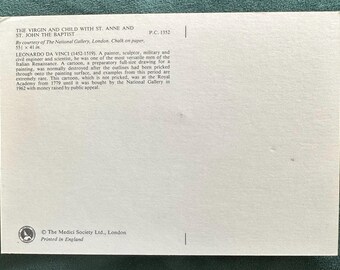 THE VIRGIN AND CHILD WITH ST. ANNE AND P.C. 1552
ST. JOHN THE BAPTIST
By courtesy of The National Gallery, London. Chalk on paper,
55¾ × 41 in.
LEONARDO DA VINCI (1452-1519). A painter, sculptor, military and
civil engineer and scientist, he was one of the most versatile men of the
Italian Renaissance. A cartoon, a preparatory full-size drawing for a
painting, was normally destroyed after the outlines had been pricked
through onto the painting surface, and examples from this period are
extremely rare. This cartoon, which is not pricked, was at the Royal
Academy from 1779 until it was bought by the National Gallery in
1962 with money raised by public appeal.
© The Medici Society Ltd., London
Printed in England